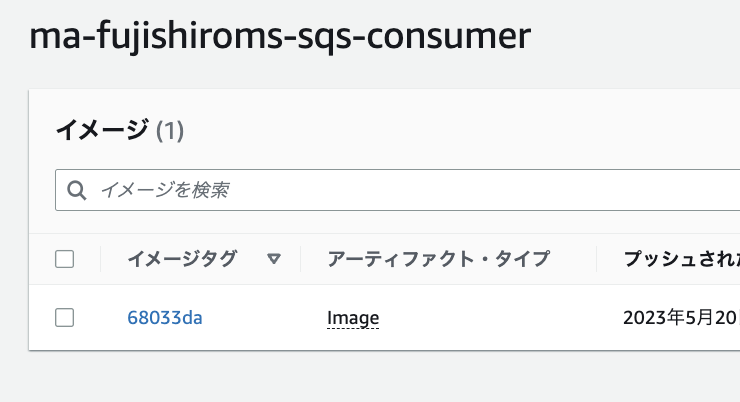 ma-fujishiroms-sqs-consumer
イメージ (1)
イメージを検索
イメージタグ アーティファクト・タイプ プッシュされた
68033da Image 2023年5月20